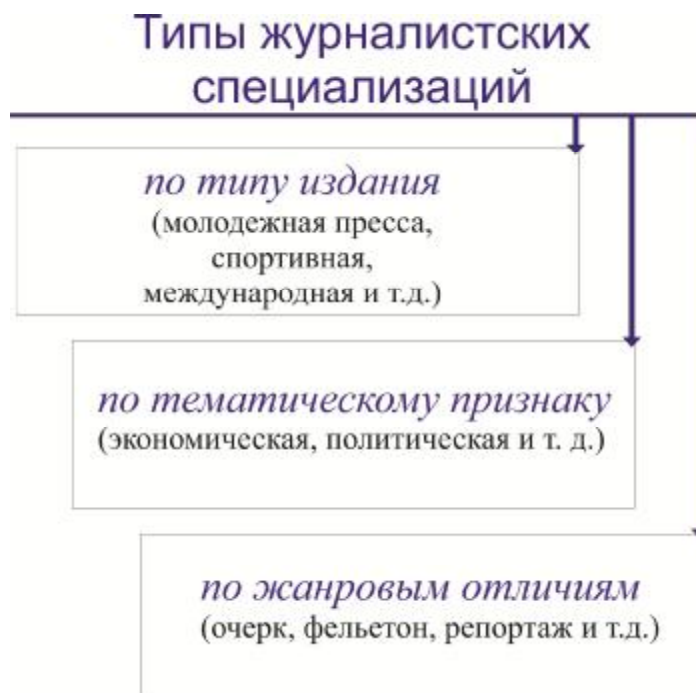 Типы журналистских
специализаций
по типу издания
(молодежная пресса,
спортивная,
международная и т.д.)
по тематическому признаку
(экономическая, политическая и т. д.)
по жанровым отличиям
(очерк, фельетон, репортаж и т.д.)